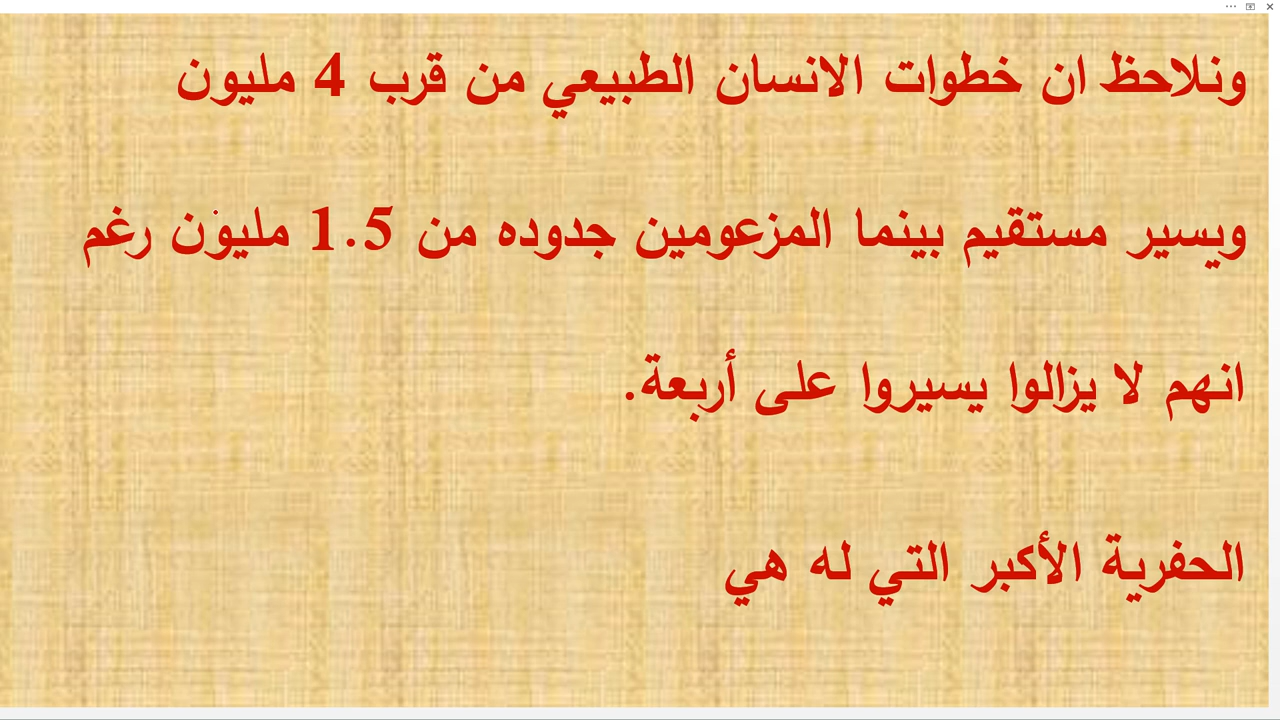 ونلاحظ ان خطوات الانسان الطبيعي من قرب 4 مليون
ويسير مستقيم بينما المزعومين جدوده من 1.5 مليون رغم
انهم لا يزالوا يسيروا على أربعة.
الحفرية الأكبر التي له هي